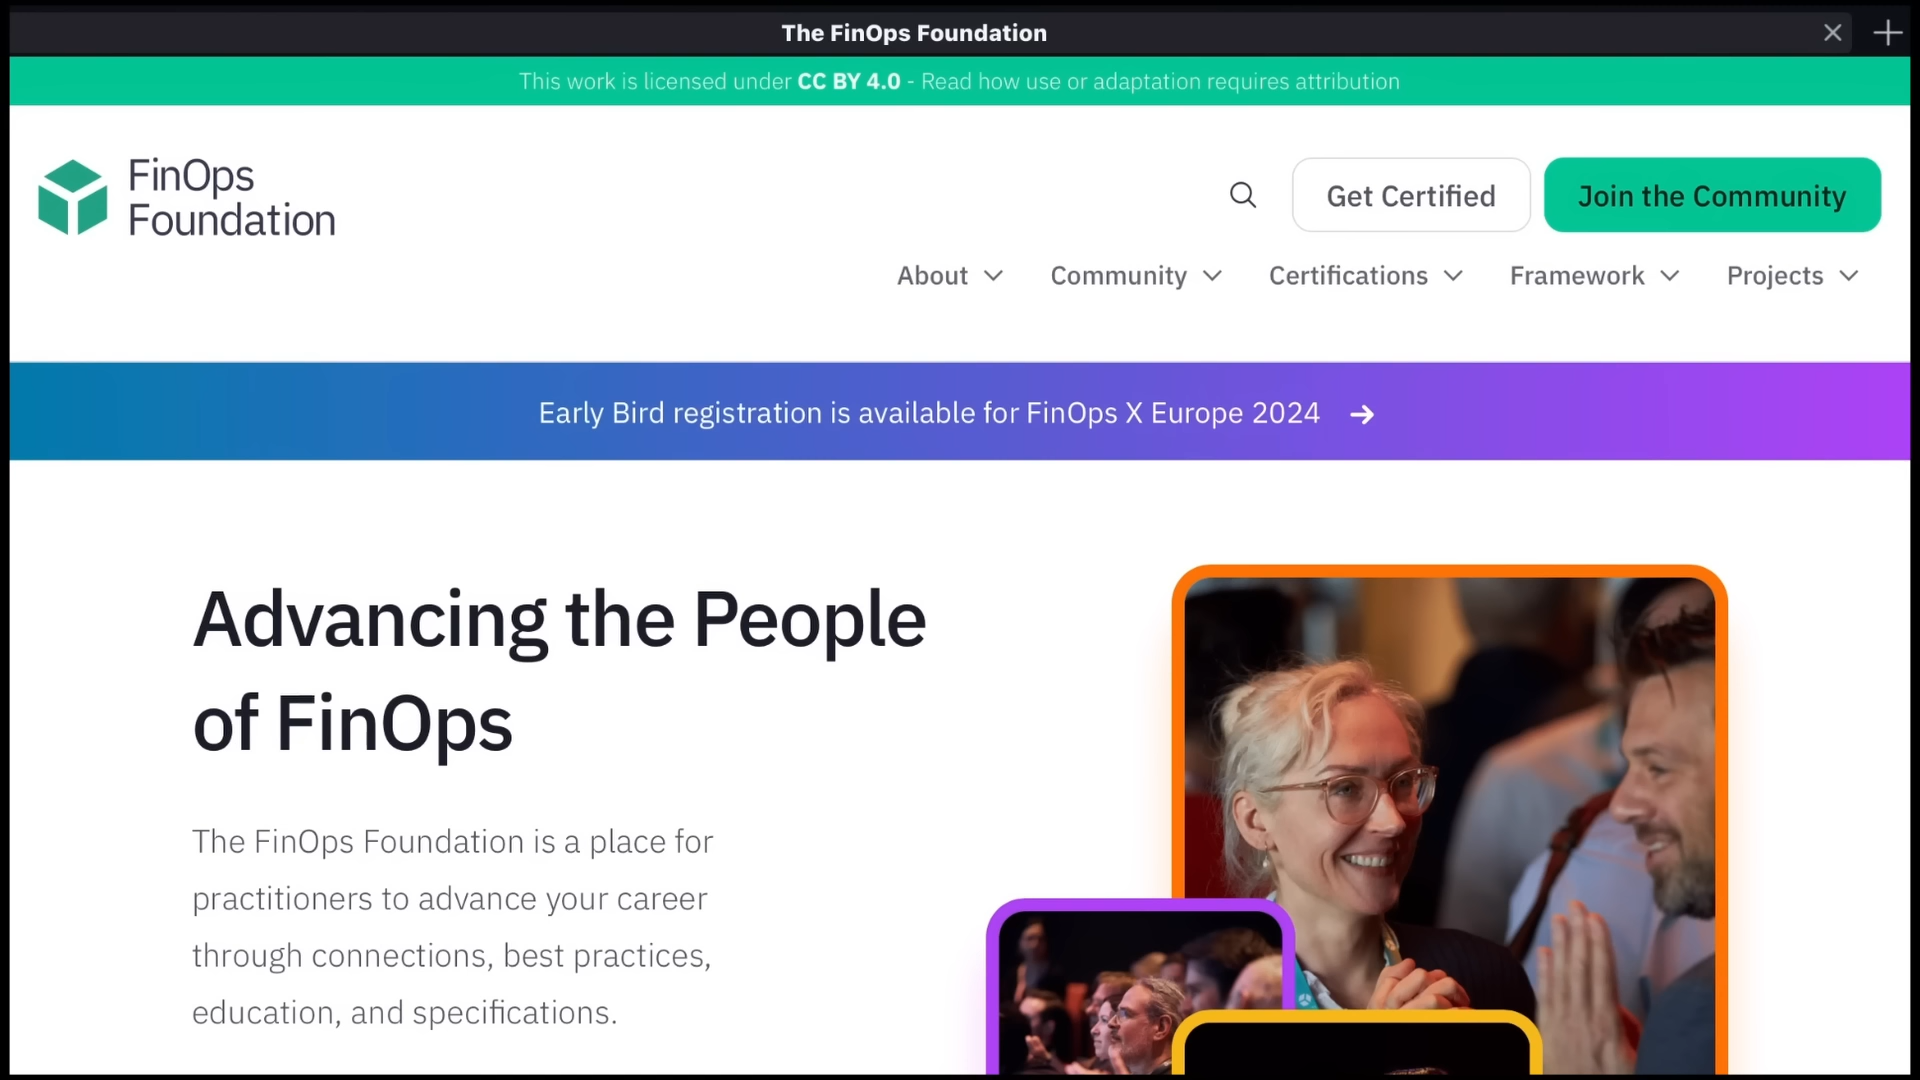 The FinOps Foundation
This work is licensed under CC BY 4.0 - Read how use or adaptation requires attribution
FinOps
Foundation
Get Certified
Join the Community
About
Community
Certifications
Framework
Projects
Early Bird registration is available for FinOps X Europe 2024 →
Advancing the People
of FinOps
The FinOps Foundation is a place for
practitioners to advance your career
through connections, best practices,
education, and specifications.